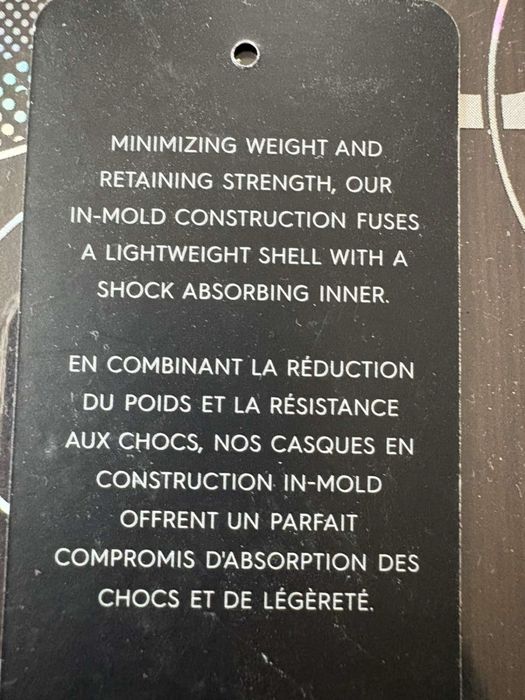 MINIMIZING WEIGHT AND
RETAINING STRENGTH, OUR
IN-MOLD CONSTRUCTION FUSES
A LIGHTWEIGHT SHELL WITH A
SHOCK ABSORBING INNER.
EN COMBINANT LA RÉDUCTION
DU POIDS ET LA RÉSISTANCE
AUX CHOCS, NOS CASQUES EN
CONSTRUCTION IN-MOLD
OFFRENT UN PARFAIT
COMPROMIS D'ABSORPTION DES
CHOCS ET DE LÉGÈRETÉ.